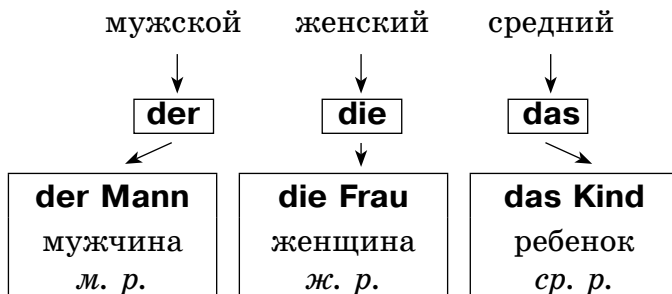 мужской женский средний
der die das
der Mann die Frau das Kind
мужчина женщина ребенок
м. р. ж. р. ср. р.